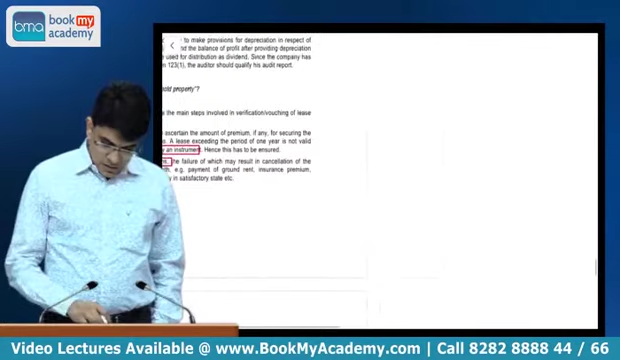 book my
bma academy
to make provisions for depreciation in respect of
nd the balance of profit after providing depreciation
e used for distribution as dividend. Since the company has
n 123(1), the auditor should qualify his audit report.
hold property"?
e the main steps involved in verification/vouching of lease
o ascertain the amount of premium, if any, for securing the
s. A lease exceeding the period of one year is not valid
y an instrument. Hence this has to be ensured.
the failure of which may result in cancellation of the
e.g. payment of ground rent, insurance premium,
y in satisfactory state etc.
Video Lectures Available @ www.BookMyAcademy.com | Call 8282 8888 44 / 66